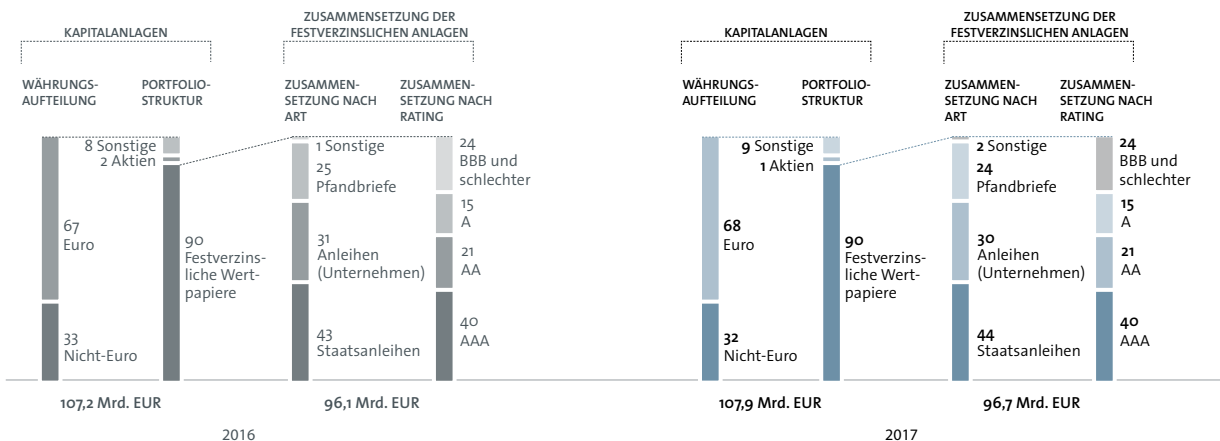 KAPITALANLAGEN
ZUSAMMENSETZUNG DER
FESTVERZINSLICHEN ANLAGEN
WÄHRUNGS-
AUFTEILUNG
PORTFOLIO-
STRUKTUR
ZUSAMMEN-
SETZUNG NACH
ART
ZUSAMMEN-
SETZUNG NACH
RATING
67
Euro
33
Nicht-Euro
8 Sonstige
2 Aktien
90
Festverzins-
liche Wert-
papiere
1 Sonstige
25
Pfandbriefe
31
Anleihen
(Unternehmen)
43
Staatsanleihen
24
BBB und
schlechter
15
A
21
AA
40
AAA
107,2 Mrd. EUR
96,1 Mrd. EUR
2016
KAPITALANLAGEN
ZUSAMMENSETZUNG DER
FESTVERZINSLICHEN ANLAGEN
WÄHRUNGS-
AUFTEILUNG
PORTFOLIO-
STRUKTUR
ZUSAMMEN-
SETZUNG NACH
ART
ZUSAMMEN-
SETZUNG NACH
RATING
68
Euro
32
Nicht-Euro
9 Sonstige
1 Aktien
90
Festverzins-
liche Wert-
papiere
2 Sonstige
24
Pfandbriefe
30
Anleihen
(Unternehmen)
44
Staatsanleihen
24
BBB und
schlechter
15
A
21
AA
40
AAA
107,9 Mrd. EUR
96,7 Mrd. EUR
2017